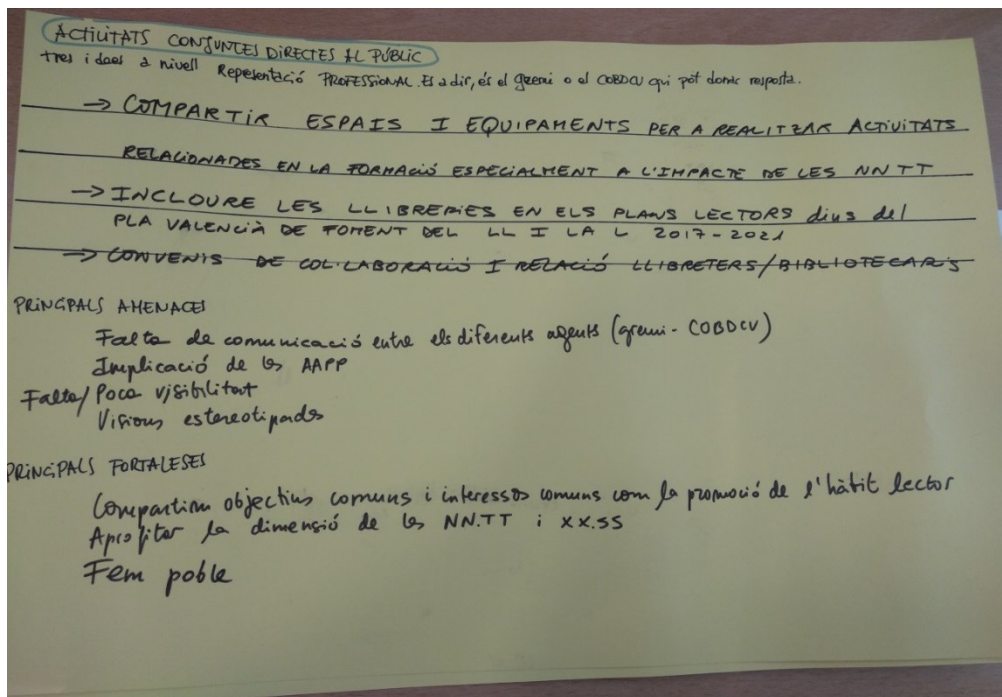 ACTIVITATS CONJUNTES DIRECTES AL PÚBLIC
tres idees a nivell Representació PROFESSIONAL. Es a dir, és el gremi o el COBDCV qui pot donar resposta.
→ COMPARTIR ESPAIS I EQUIPAMENTS PER A REALITZAR ACTIVITATS
RELACIONADES EN LA FORMACIÓ ESPECIALMENT A L'IMPACTE DE LES NN TT
→ INCLOURE LES LLIBRERIES EN ELS PLANS LECTORS dins del
PLA VALENCIÀ DE FOMENT DEL LL I LA L 2017-2021
→ CONVENIS DE COL·LABORACIÓ I RELACIÓ LLIBRETERS/BIBLIOTECARIS
PRINCIPALS AMENACES
Falta de comunicació entre els diferents agents (gremi - COBDCV)
Implicació de les AAPP
Falta/Poca visibilitat
Visions estereotipades
PRINCIPALS FORTALESES
Compartim objectius comuns i interessos comuns com la promoció de l'hàbit lector
Aprofitar la dimensió de les NN.TT i XX.SS
Fem poble